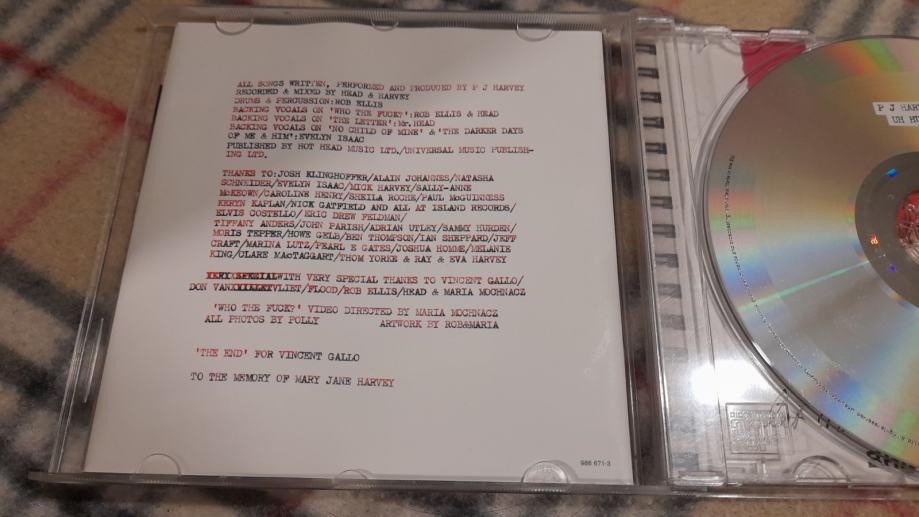 ALL SONGS WRITTEN, PERFORMED AND PRODUCED BY P J HARVEY
RECORDED & MIXED BY HEAD & HARVEY
DRUMS & PERCUSSION:ROB ELLIS
BACKING VOCALS ON 'WHO THE FUCK?':ROB ELLIS & HEAD
BACKING VOCALS ON 'THE LETTER':Mr.HEAD
BACKING VOCALS ON 'NO CHILD OF MINE' & 'THE DARKER DAYS
OF ME & HIM':EVELYN ISAAC
PUBLISHED BY HOT HEAD MUSIC LTD./UNIVERSAL MUSIC PUBLISH-
ING LTD.
THANKS TO:JOSH KLINGHOFFER/ALAIN JOHANNES/NATASHA
SCHNEIDER/EVELYN ISAAC/MICK HARVEY/SALLY-ANNE
McKEOWN/CAROLINE HENRY/SHEILA ROCHE/PAUL McGUINNESS
KERYN KAPLAN/NICK GATFIELD AND ALL AT ISLAND RECORDS/
ELVIS COSTELLO/ERIC DREW FELDMAN/
TIFFANY ANDERS/JOHN PARISH/ADRIAN UTLEY/SAMMY HURDEN/
MORIS TEPPER/HOWE GELB/BEN THOMPSON/IAN SHEPPARD/JEFF
CRAFT/MARINA LUTZ/PEARL E GATES/JOSHUA HOMME/MELANIE
KING/CLARE MACTAGGART/THOM YORKE & RAY & EVA HARVEY
VERY SPECIAL WITH VERY SPECIAL THANKS TO VINCENT GALLO/
DON VAN VLIET/FLOOD/ROB ELLIS/HEAD & MARIA MOCHNACZ
'WHO THE FUCK?' VIDEO DIRECTED BY MARIA MOCHNACZ
ALL PHOTOS BY POLLY ARTWORK BY ROB&MARIA
'THE END' FOR VINCENT GALLO
TO THE MEMORY OF MARY JANE HARVEY
986 671-3
P J HAR
UH HU